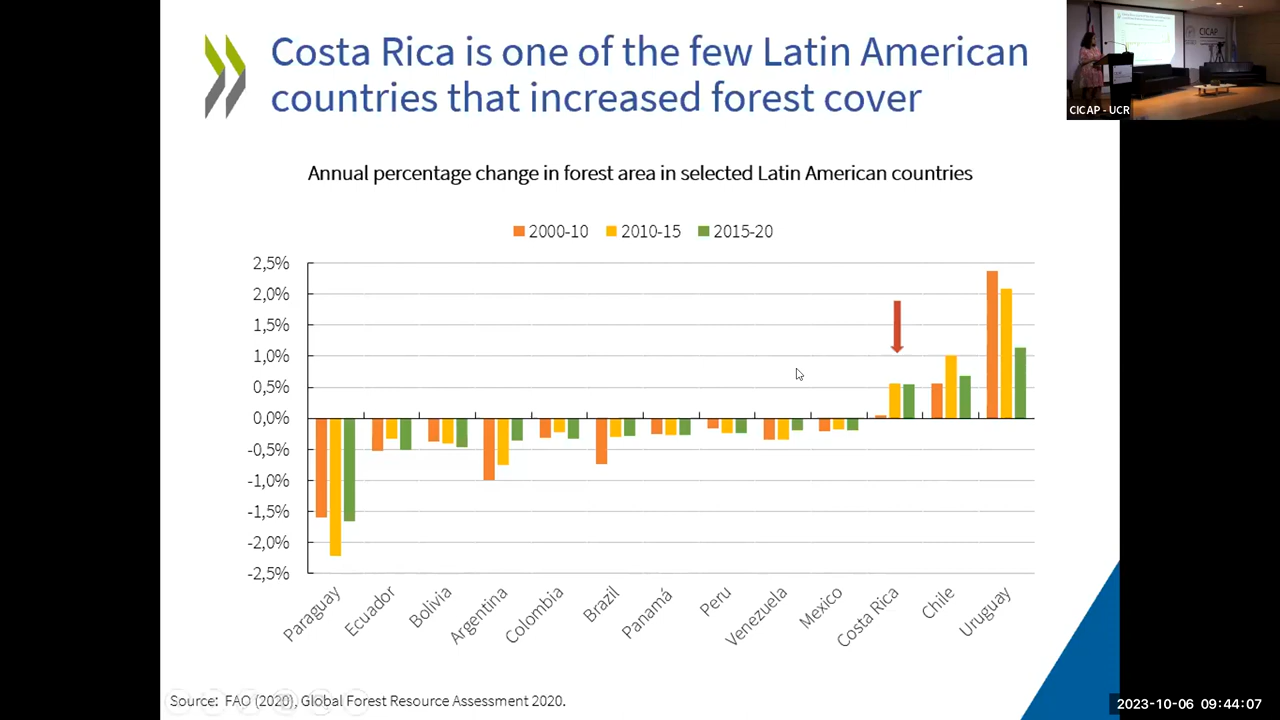 Costa Rica is one of the few Latin American
countries that increased forest cover
CICAP
CICAP - UCR
Annual percentage change in forest area in selected Latin American countries
2000-10 2010-15 2015-20
2,5%
2,0%
1,5%
1,0%
0,5%
0,0%
-0,5%
-1,0%
-1,5%
-2,0%
-2,5%
Paraguay
Ecuador
Bolivia
Argentina
Colombia
Brazil
Panamá
Peru
Venezuela
Mexico
Costa Rica
Chile
Uruguay
Source: FAO (2020), Global Forest Resource Assessment 2020.
2023-10-06 09:44:07